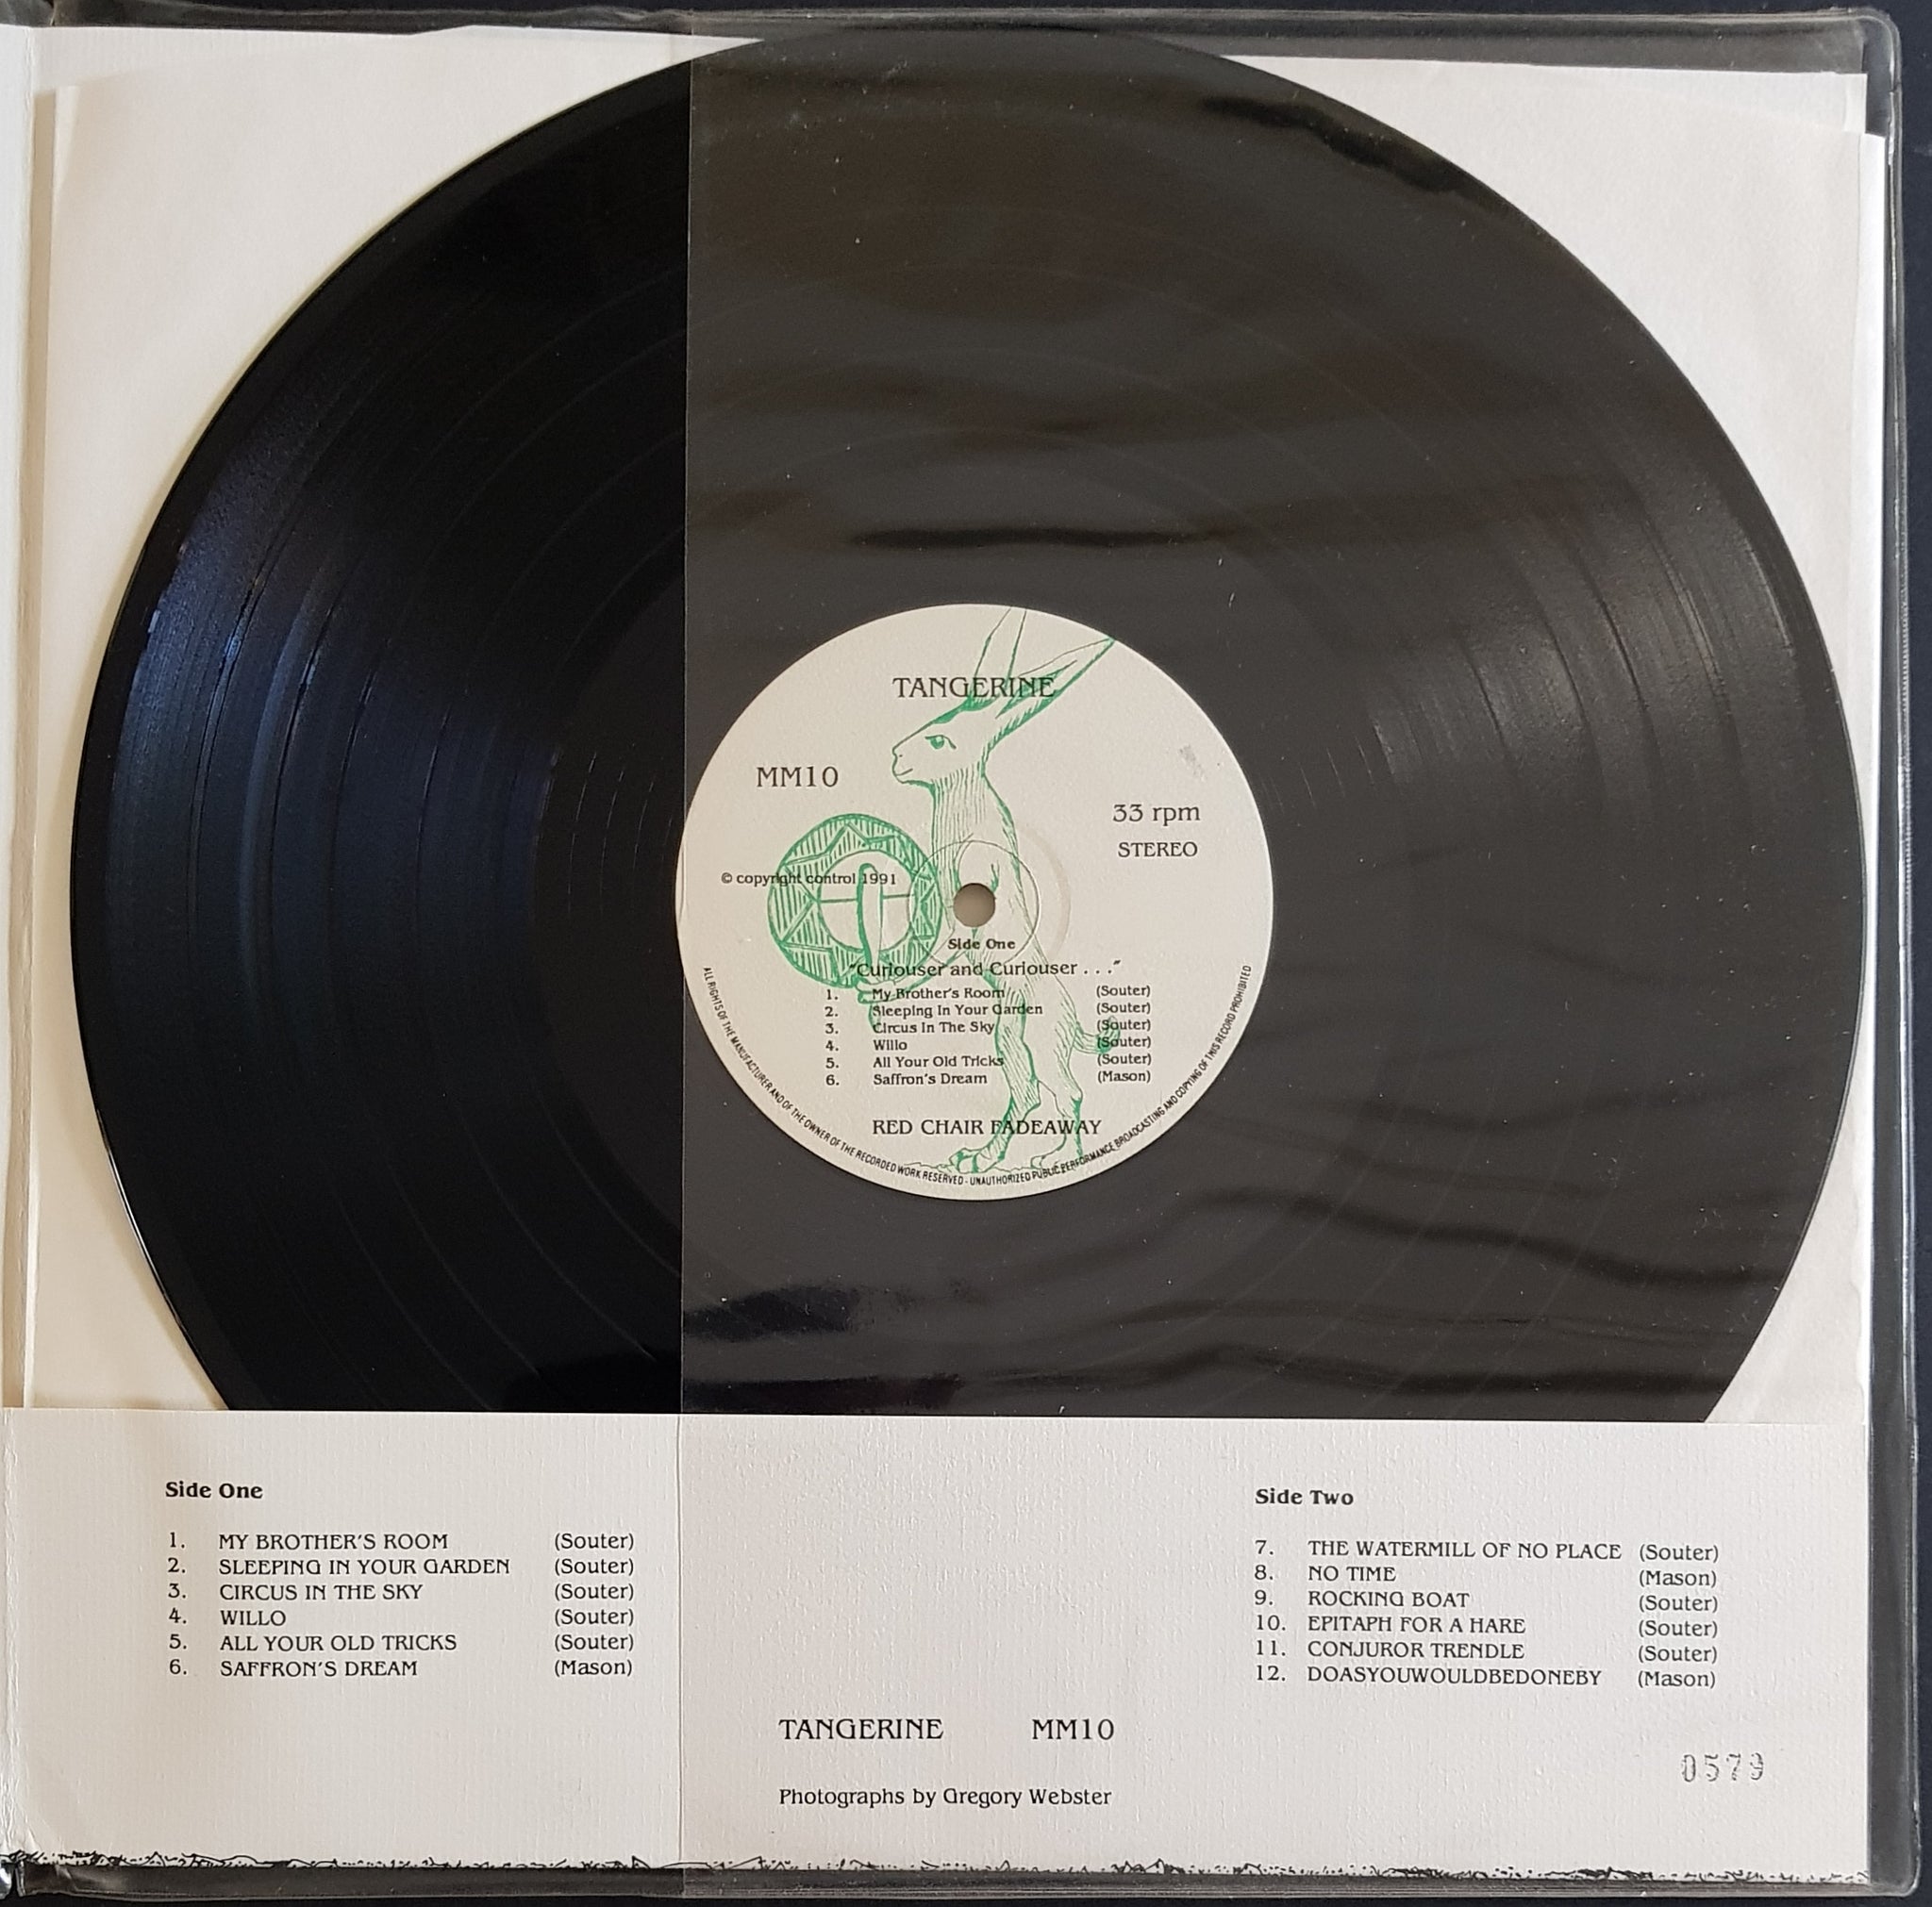 TANGERINE
MM10
33 rpm
STEREO
© copyright control 1991
Side One
"Curiouser and Curiouser . . ."
1. My Brother's Room (Souter)
2. Sleeping In Your Garden (Souter)
3. Circus In The Sky (Souter)
4. Willo (Souter)
5. All Your Old Tricks (Souter)
6. Saffron's Dream (Mason)
RED CHAIR FADEAWAY
ALL RIGHTS OF THE MANUFACTURER AND OF THE OWNER OF THE RECORDED WORK RESERVED - UNAUTHORIZED PUBLIC PERFORMANCE BROADCASTING AND COPYING OF THIS RECORD PROHIBITED
Side One
1. MY BROTHER'S ROOM (Souter)
2. SLEEPING IN YOUR GARDEN (Souter)
3. CIRCUS IN THE SKY (Souter)
4. WILLO (Souter)
5. ALL YOUR OLD TRICKS (Souter)
6. SAFFRON'S DREAM (Mason)
Side Two
7. THE WATERMILL OF NO PLACE (Souter)
8. NO TIME (Mason)
9. ROCKING BOAT (Souter)
10. EPITAPH FOR A HARE (Souter)
11. CONJUROR TRENDLE (Souter)
12. DOASYOUWOULDBEDONEBY (Mason)
TANGERINE MM10
0579
Photographs by Gregory Webster